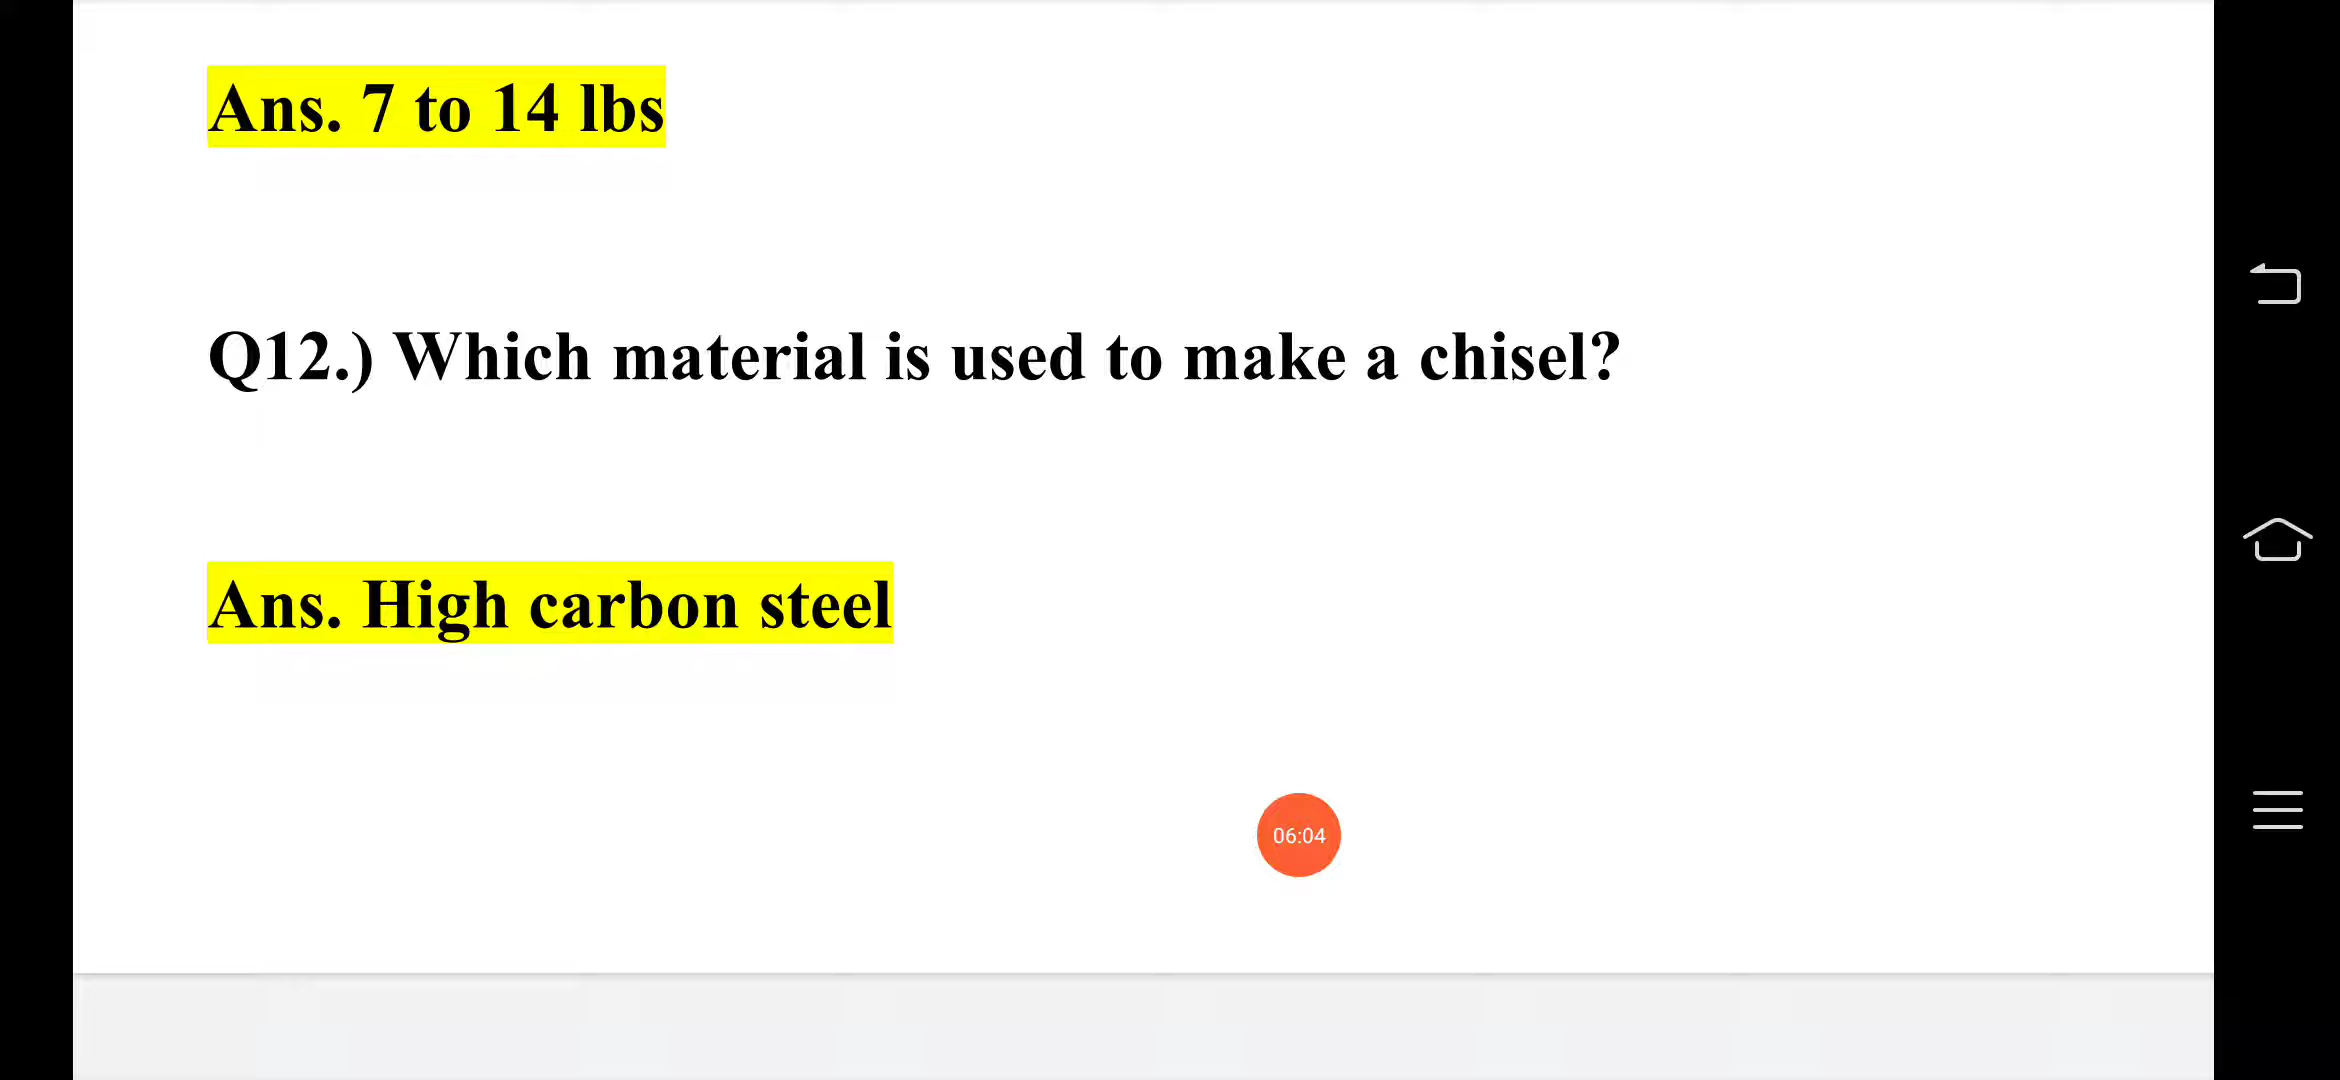 Ans. 7 to 14 lbs
Q12.) Which material is used to make a chisel?
Ans. High carbon steel
06:04